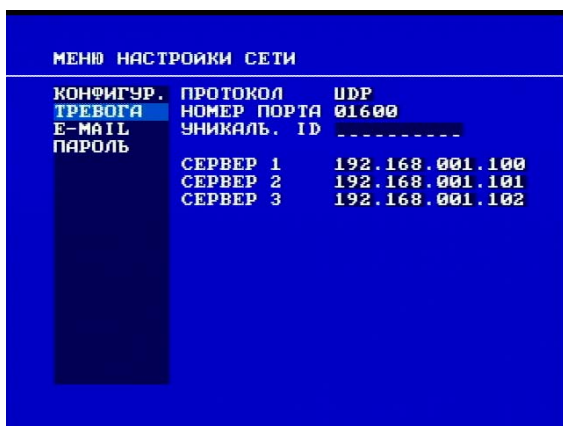 МЕНЮ НАСТРОЙКИ СЕТИ
КОНФИГУР. ПРОТОКОЛ UDP
ТРЕВОГА НОМЕР ПОРТА 01600
E-MAIL УНИКАЛЬ. ID __________
ПАРОЛЬ
СЕРВЕР 1 192.168.001.100
СЕРВЕР 2 192.168.001.101
СЕРВЕР 3 192.168.001.102